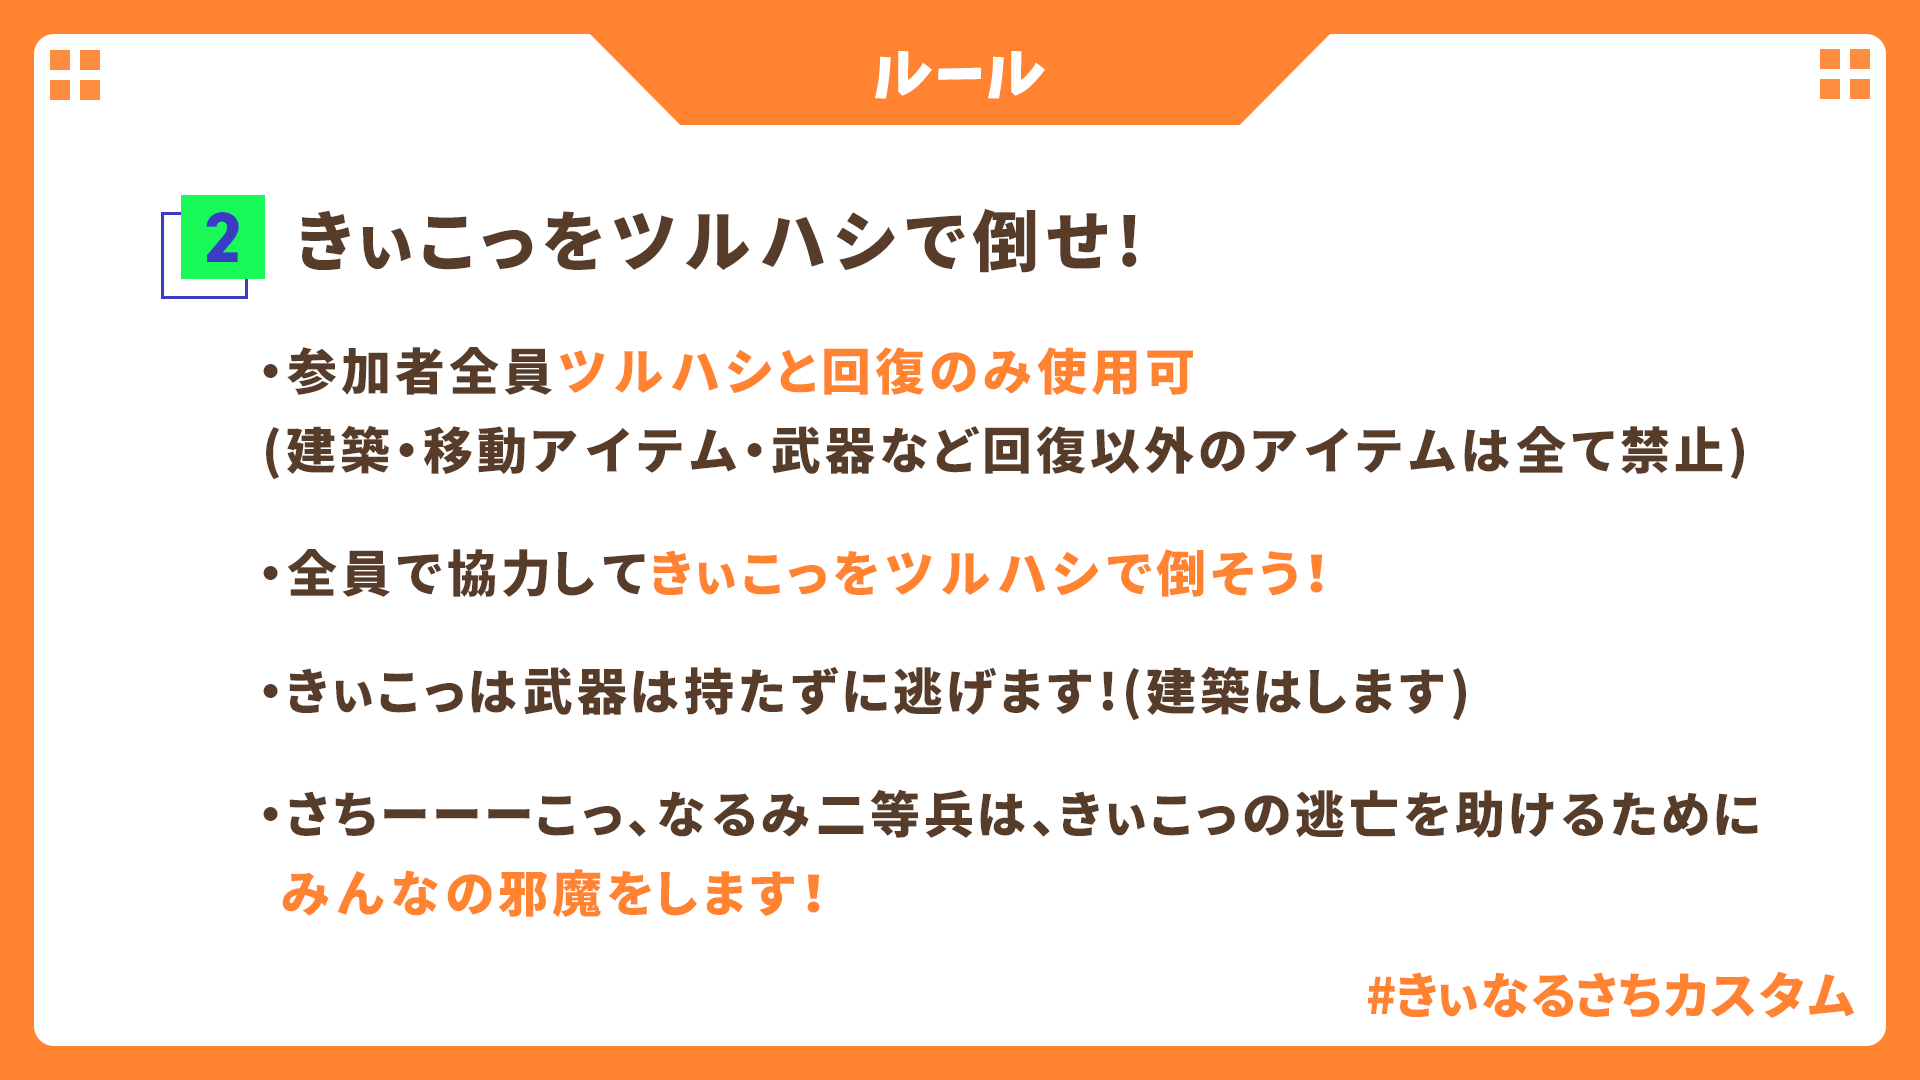 ルール
2 きぃこっをツルハシで倒せ！
・参加者全員ツルハシと回復のみ使用可
(建築・移動アイテム・武器など回復以外のアイテムは全て禁止)
・全員で協力してきぃこっをツルハシで倒そう！
・きぃこっは武器は持たずに逃げます！(建築はします)
・さちーーーこっ、なるみ二等兵は、きぃこっの逃亡を助けるために
みんなの邪魔をします！
#きぃなるさちカスタム